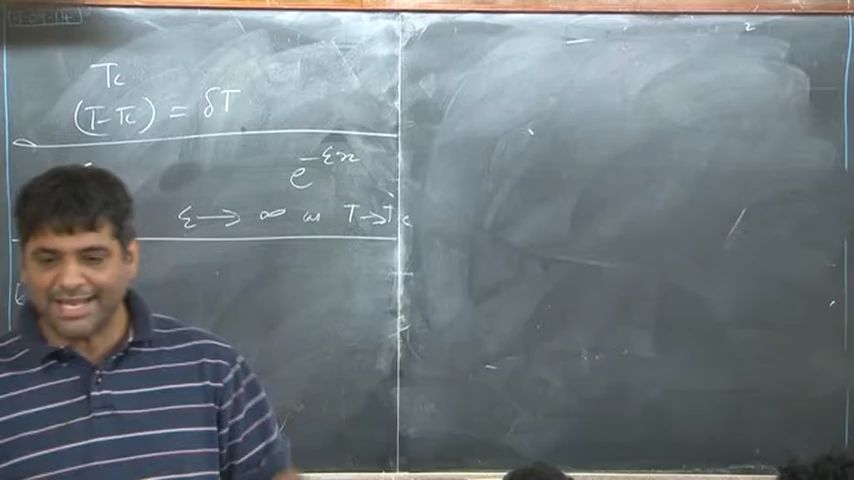 Tc
(T - Tc) = δT
e^-ξx
ξ → ∞ as T → Tc